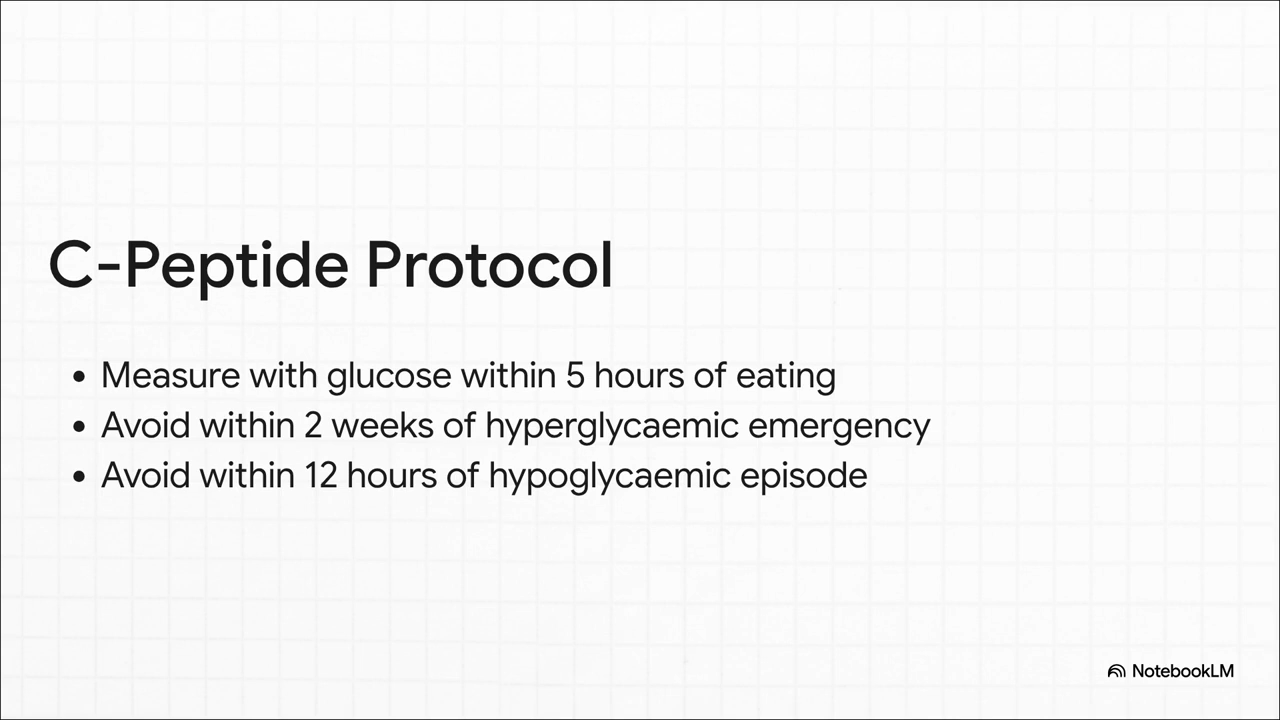 C-Peptide Protocol
• Measure with glucose within 5 hours of eating
• Avoid within 2 weeks of hyperglycaemic emergency
• Avoid within 12 hours of hypoglycaemic episode
NotebookLM